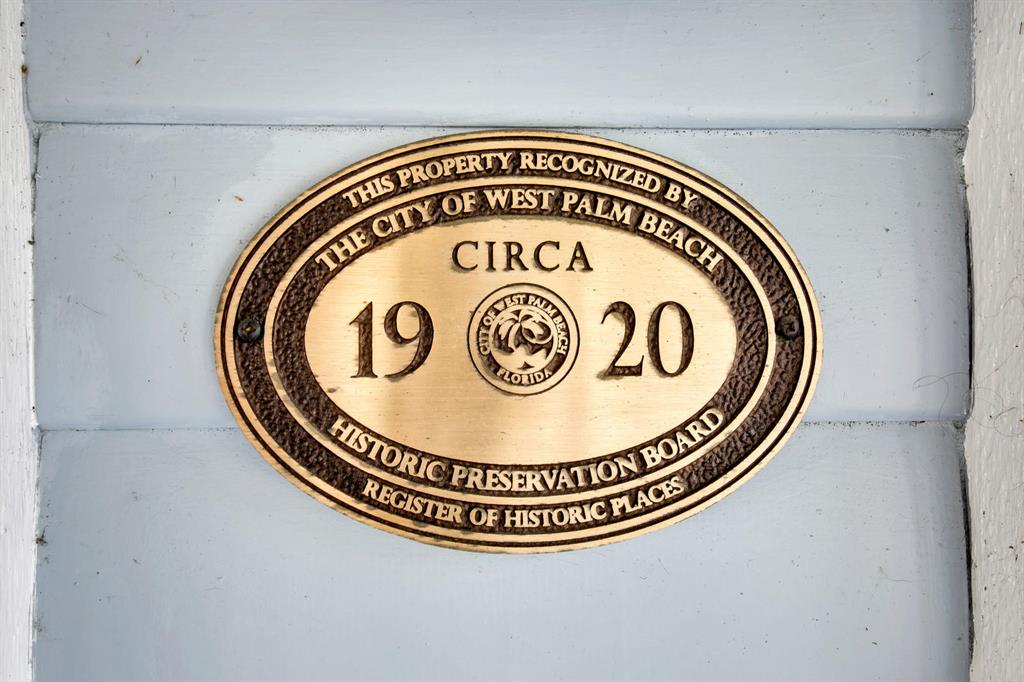 THIS PROPERTY RECOGNIZED BY
THE CITY OF WEST PALM BEACH
CIRCA
19 20
CITY OF WEST PALM BEACH
FLORIDA
HISTORIC PRESERVATION BOARD
REGISTER OF HISTORIC PLACES